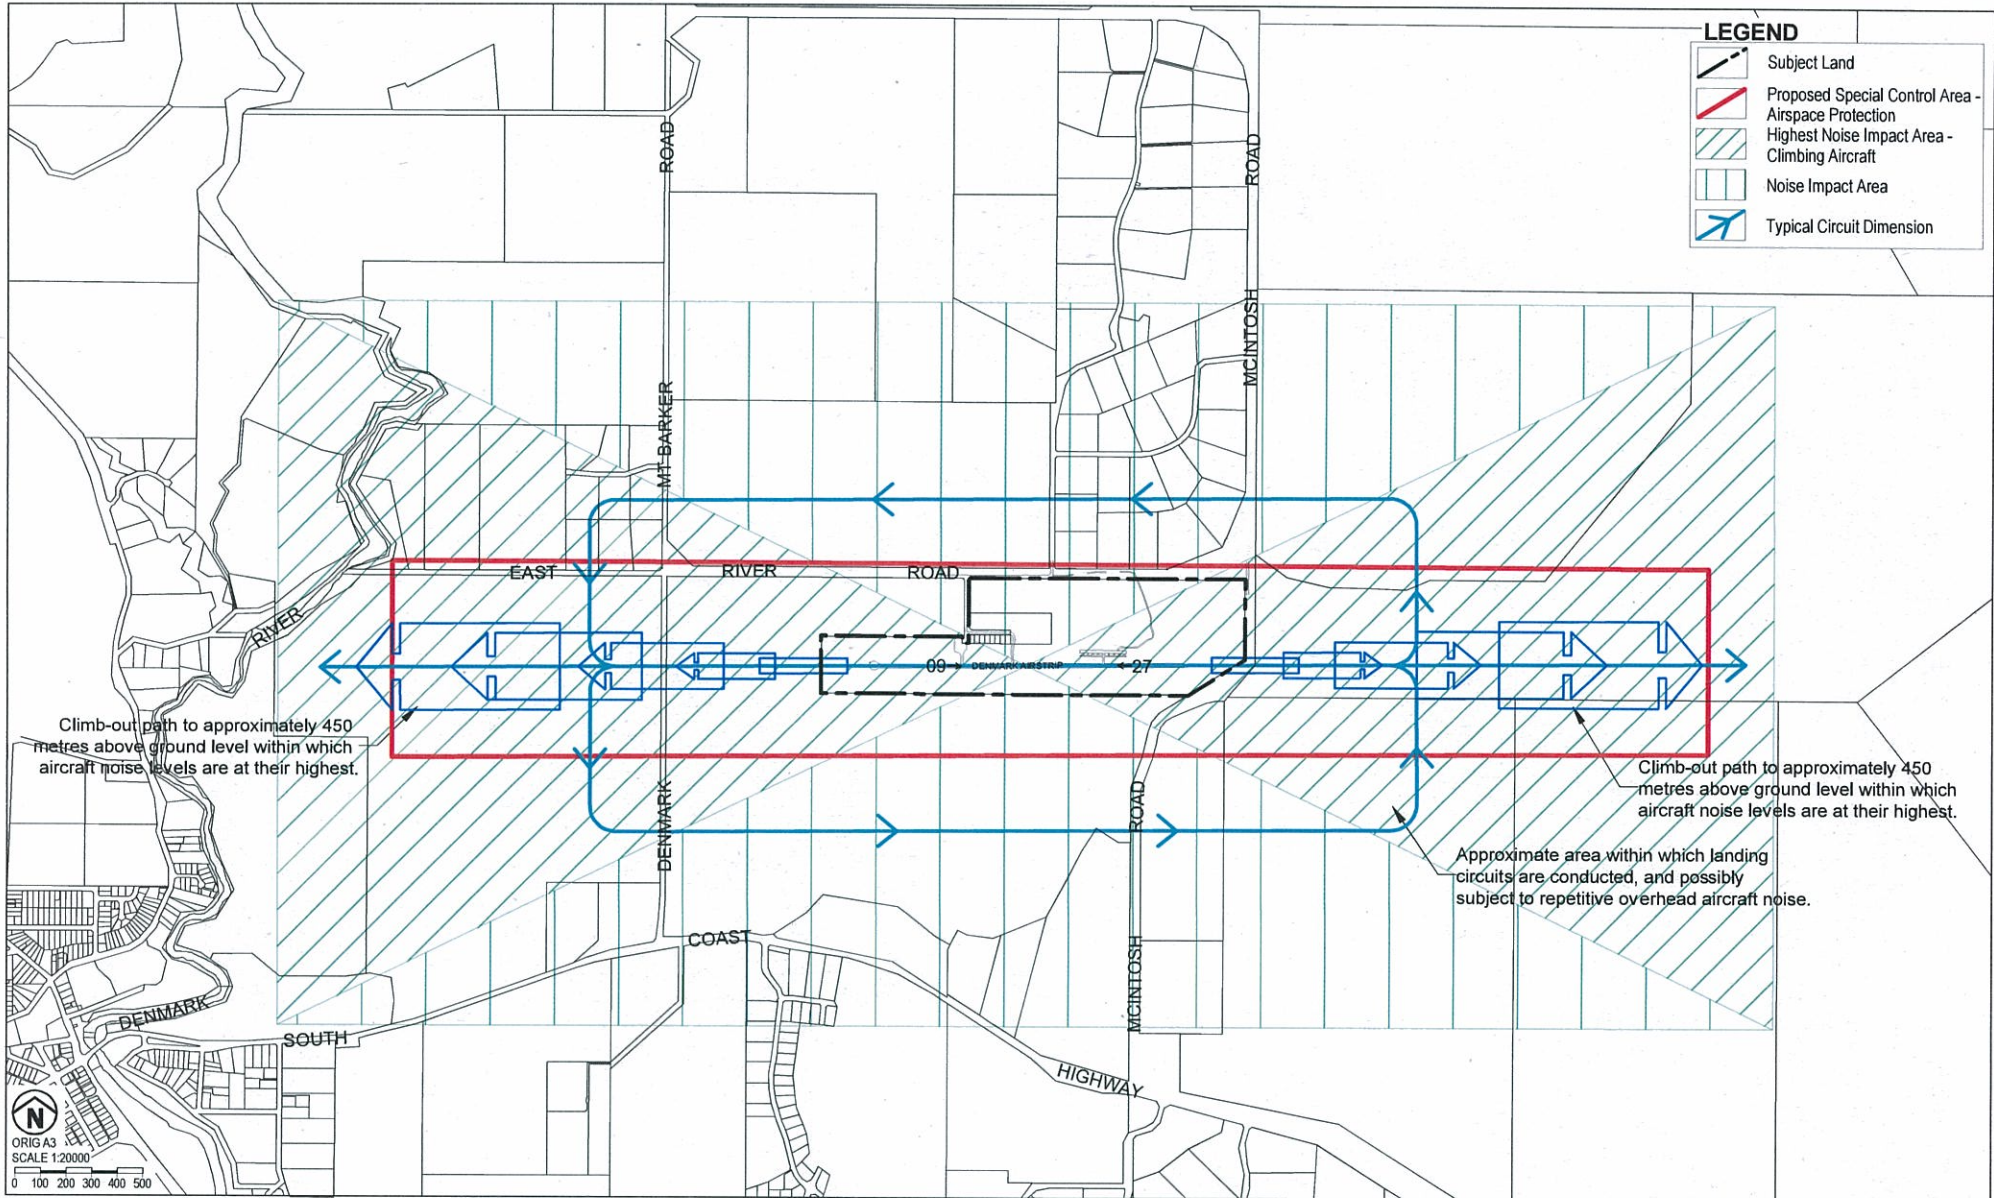 LEGEND
Subject Land
Proposed Special Control Area -
Airspace Protection
Highest Noise Impact Area -
Climbing Aircraft
Noise Impact Area
Typical Circuit Dimension
ROAD
ROAD
MCINTOSH
MT BARKER
EAST RIVER ROAD
RIVER
09
DENMARK AIRSTRIP
27
Climb-out path to approximately 450
metres above ground level within which
aircraft noise levels are at their highest.
Climb-out path to approximately 450
metres above ground level within which
aircraft noise levels are at their highest.
DENMARK
ROAD
Approximate area within which landing
circuits are conducted, and possibly
subject to repetitive overhead aircraft noise.
COAST
MCINTOSH
DENMARK
SOUTH
HIGHWAY
N
ORIG A3
SCALE 1:20000
0 100 200 300 400 500